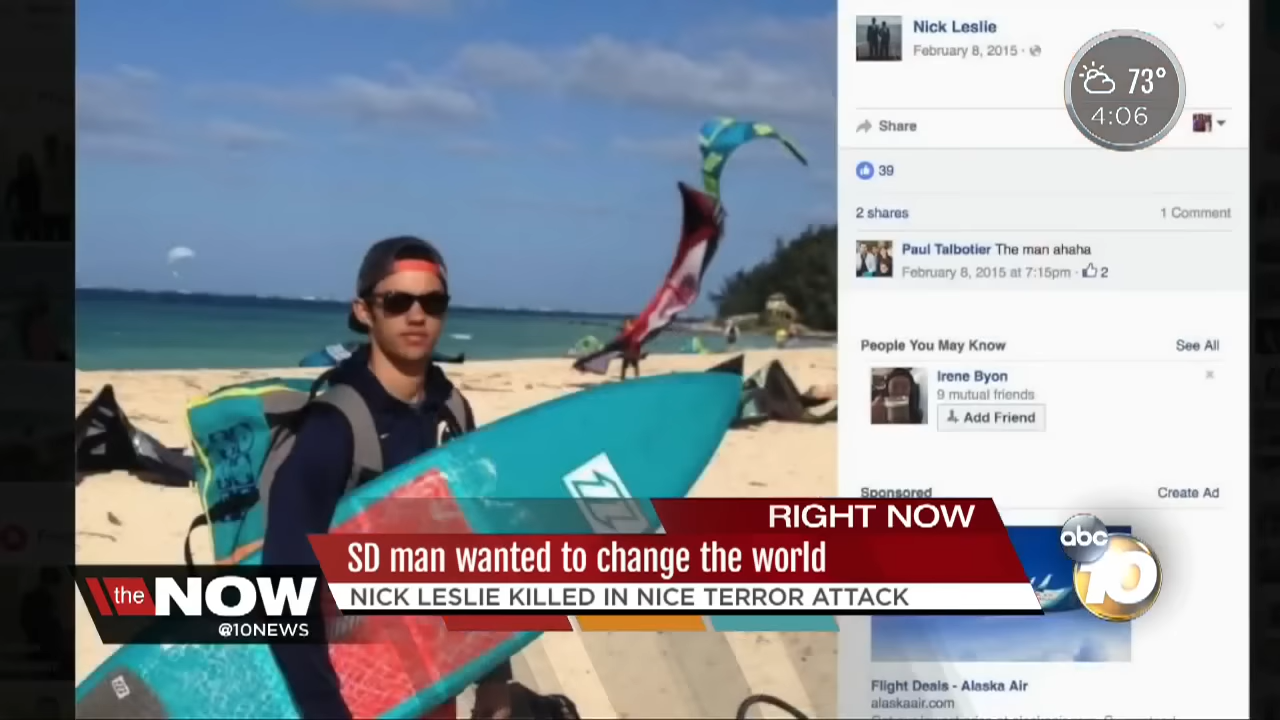 Nick Leslie
February 8, 2015
73°
4:06
Share
39
2 shares
1 Comment
Paul Talbotier The man ahaha
February 8, 2015 at 7:15pm · 2
People You May Know
See All
Irene Byon
9 mutual friends
Add Friend
Sponsored
Create Ad
RIGHT NOW
SD man wanted to change the world
NICK LESLIE KILLED IN NICE TERROR ATTACK
the NOW
@10NEWS
abc
10
Flight Deals - Alaska Air
alaskaair.com